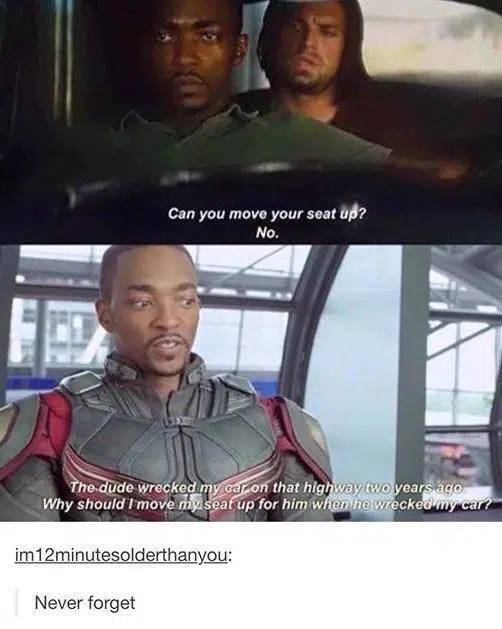 Can you move your seat up?
No.
The dude wrecked my car on that highway two years ago.
Why should I move my seat up for him when he wrecked my car?
im12minutesolderthanyou:
Never forget